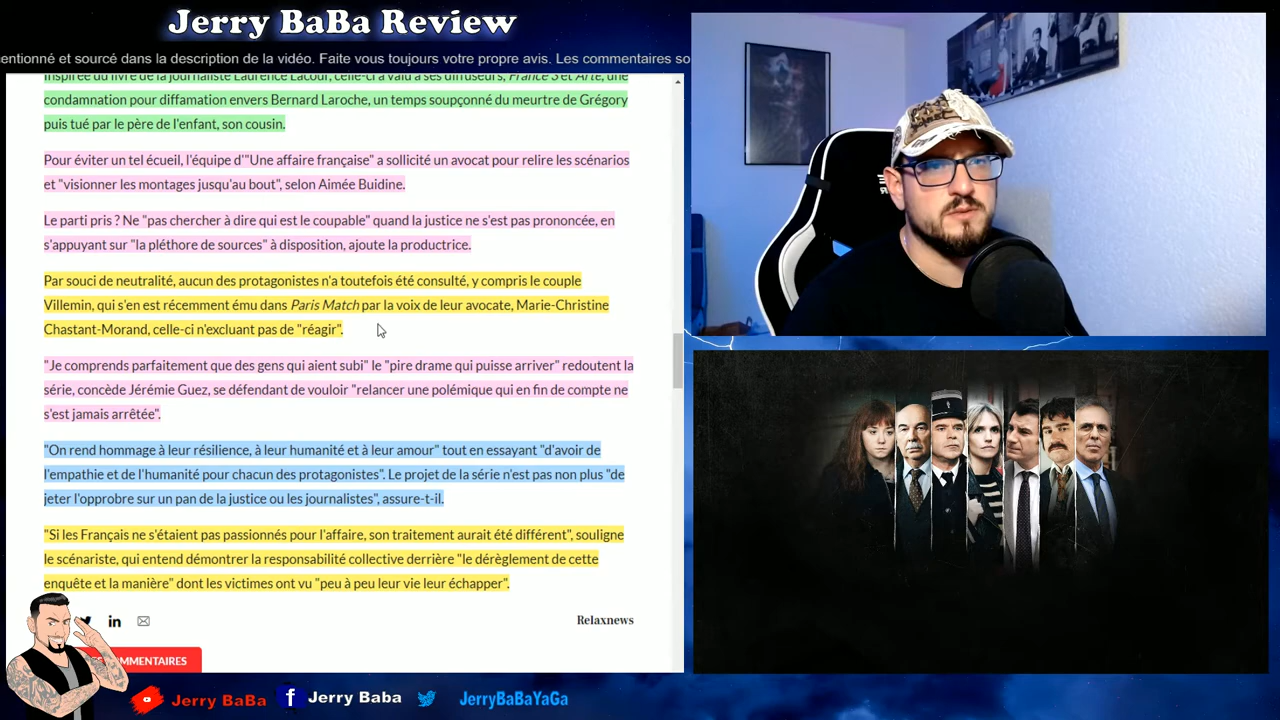 Jerry BaBa Review
entionné et sourcé dans la description de la vidéo. Faite vous toujours votre propre avis. Les commentaires so
inspirée du livre de la journaliste Laurence Lacour, celle-ci a valu à ses diffuseurs, France 3 et Arte, une
condamnation pour diffamation envers Bernard Laroche, un temps soupçonné du meurtre de Grégory
puis tué par le père de l'enfant, son cousin.
Pour éviter un tel écueil, l'équipe d'"Une affaire française" a sollicité un avocat pour relire les scénarios
et "visionner les montages jusqu'au bout", selon Aimée Buidine.
Le parti pris ? Ne "pas chercher à dire qui est le coupable" quand la justice ne s'est pas prononcée, en
s'appuyant sur "la pléthore de sources" à disposition, ajoute la productrice.
Par souci de neutralité, aucun des protagonistes n'a toutefois été consulté, y compris le couple
Villemin, qui s'en est récemment ému dans Paris Match par la voix de leur avocate, Marie-Christine
Chastant-Morand, celle-ci n'excluant pas de "réagir".
"Je comprends parfaitement que des gens qui aient subi" le "pire drame qui puisse arriver" redoutent la
série, concède Jérémie Guez, se défendant de vouloir "relancer une polémique qui en fin de compte ne
s'est jamais arrêtée".
"On rend hommage à leur résilience, à leur humanité et à leur amour" tout en essayant "d'avoir de
l'empathie et de l'humanité pour chacun des protagonistes". Le projet de la série n'est pas non plus "de
jeter l'opprobre sur un pan de la justice ou les journalistes", assure-t-il.
"Si les Français ne s'étaient pas passionnés pour l'affaire, son traitement aurait été différent", souligne
le scénariste, qui entend démontrer la responsabilité collective derrière "le dérèglement de cette
enquête et la manière" dont les victimes ont vu "peu à peu leur vie leur échapper".
in
Relaxnews
MMENTAIRES
Jerry BaBa
f Jerry Baba
JerryBaBaYaGa